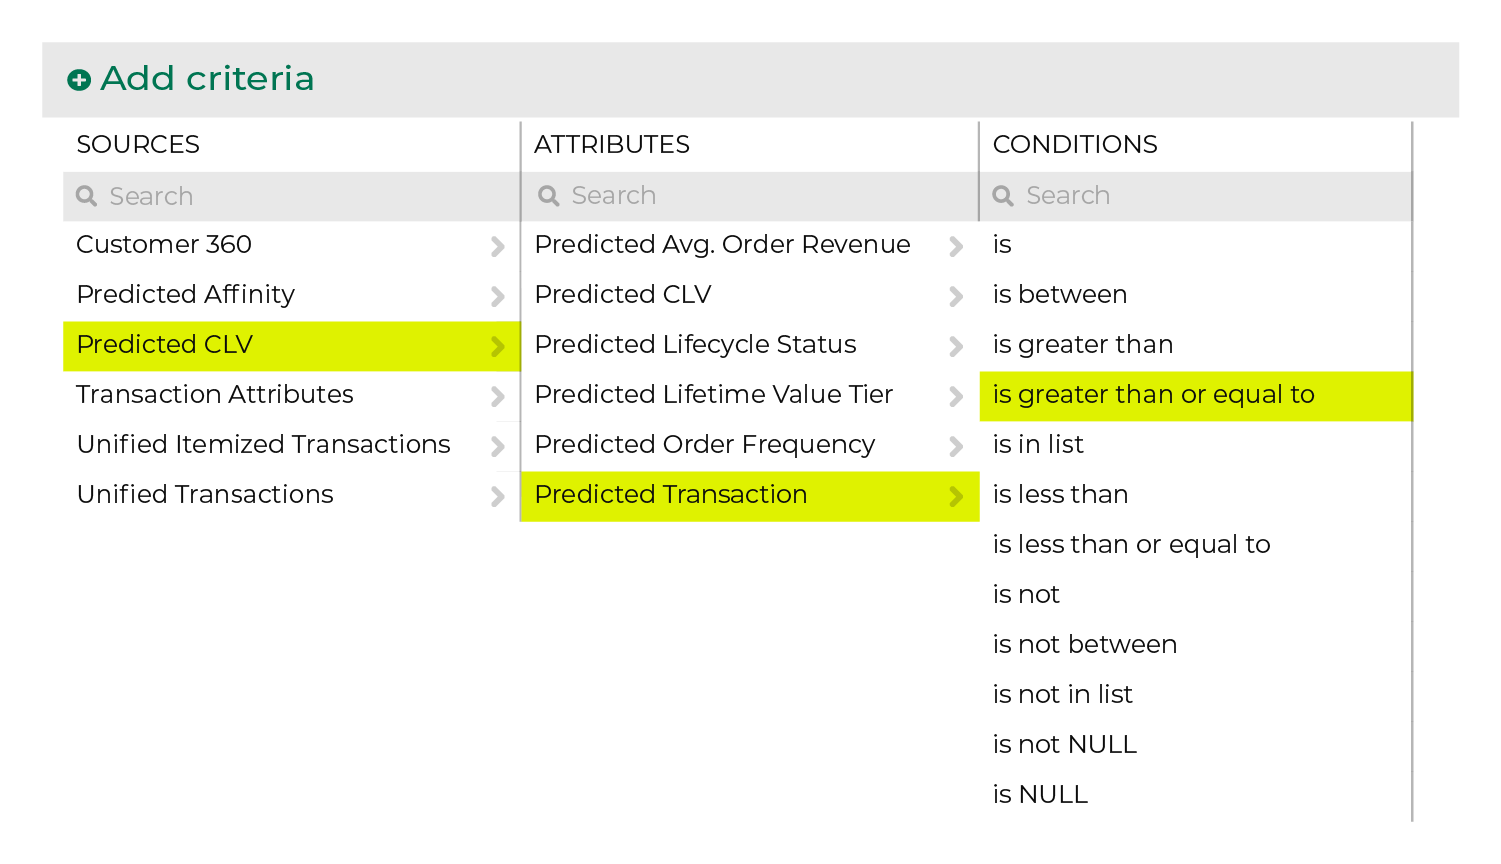 Add criteria
SOURCES
Search
Customer 360
Predicted Affinity
Predicted CLV
Transaction Attributes
Unified Itemized Transactions
Unified Transactions
ATTRIBUTES
Search
Predicted Avg. Order Revenue
Predicted CLV
Predicted Lifecycle Status
Predicted Lifetime Value Tier
Predicted Order Frequency
Predicted Transaction
CONDITIONS
Search
is
is between
is greater than
is greater than or equal to
is in list
is less than
is less than or equal to
is not
is not between
is not in list
is not NULL
is NULL